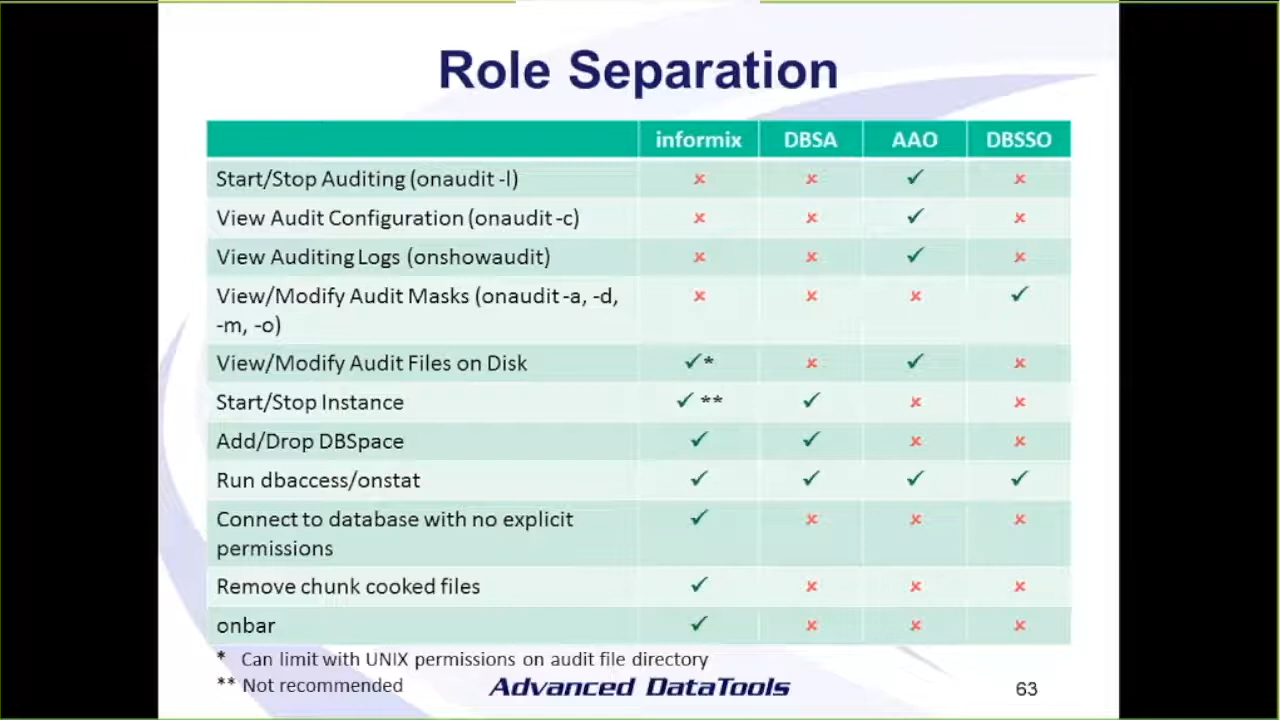 Role Separation
informix DBSA AAO DBSSO
Start/Stop Auditing (onaudit -l) ✗ ✗ ✓ ✗
View Audit Configuration (onaudit -c) ✗ ✗ ✓ ✗
View Auditing Logs (onshowaudit) ✗ ✗ ✓ ✗
View/Modify Audit Masks (onaudit -a, -d, ✗ ✗ ✗ ✓
-m, -o)
View/Modify Audit Files on Disk ✓* ✗ ✓ ✗
Start/Stop Instance ✓ ** ✓ ✗ ✗
Add/Drop DBSpace ✓ ✓ ✗ ✗
Run dbaccess/onstat ✓ ✓ ✓ ✓
Connect to database with no explicit ✓ ✗ ✗ ✗
permissions
Remove chunk cooked files ✓ ✗ ✗ ✗
onbar ✓ ✗ ✗ ✗
* Can limit with UNIX permissions on audit file directory
** Not recommended
Advanced DataTools
63